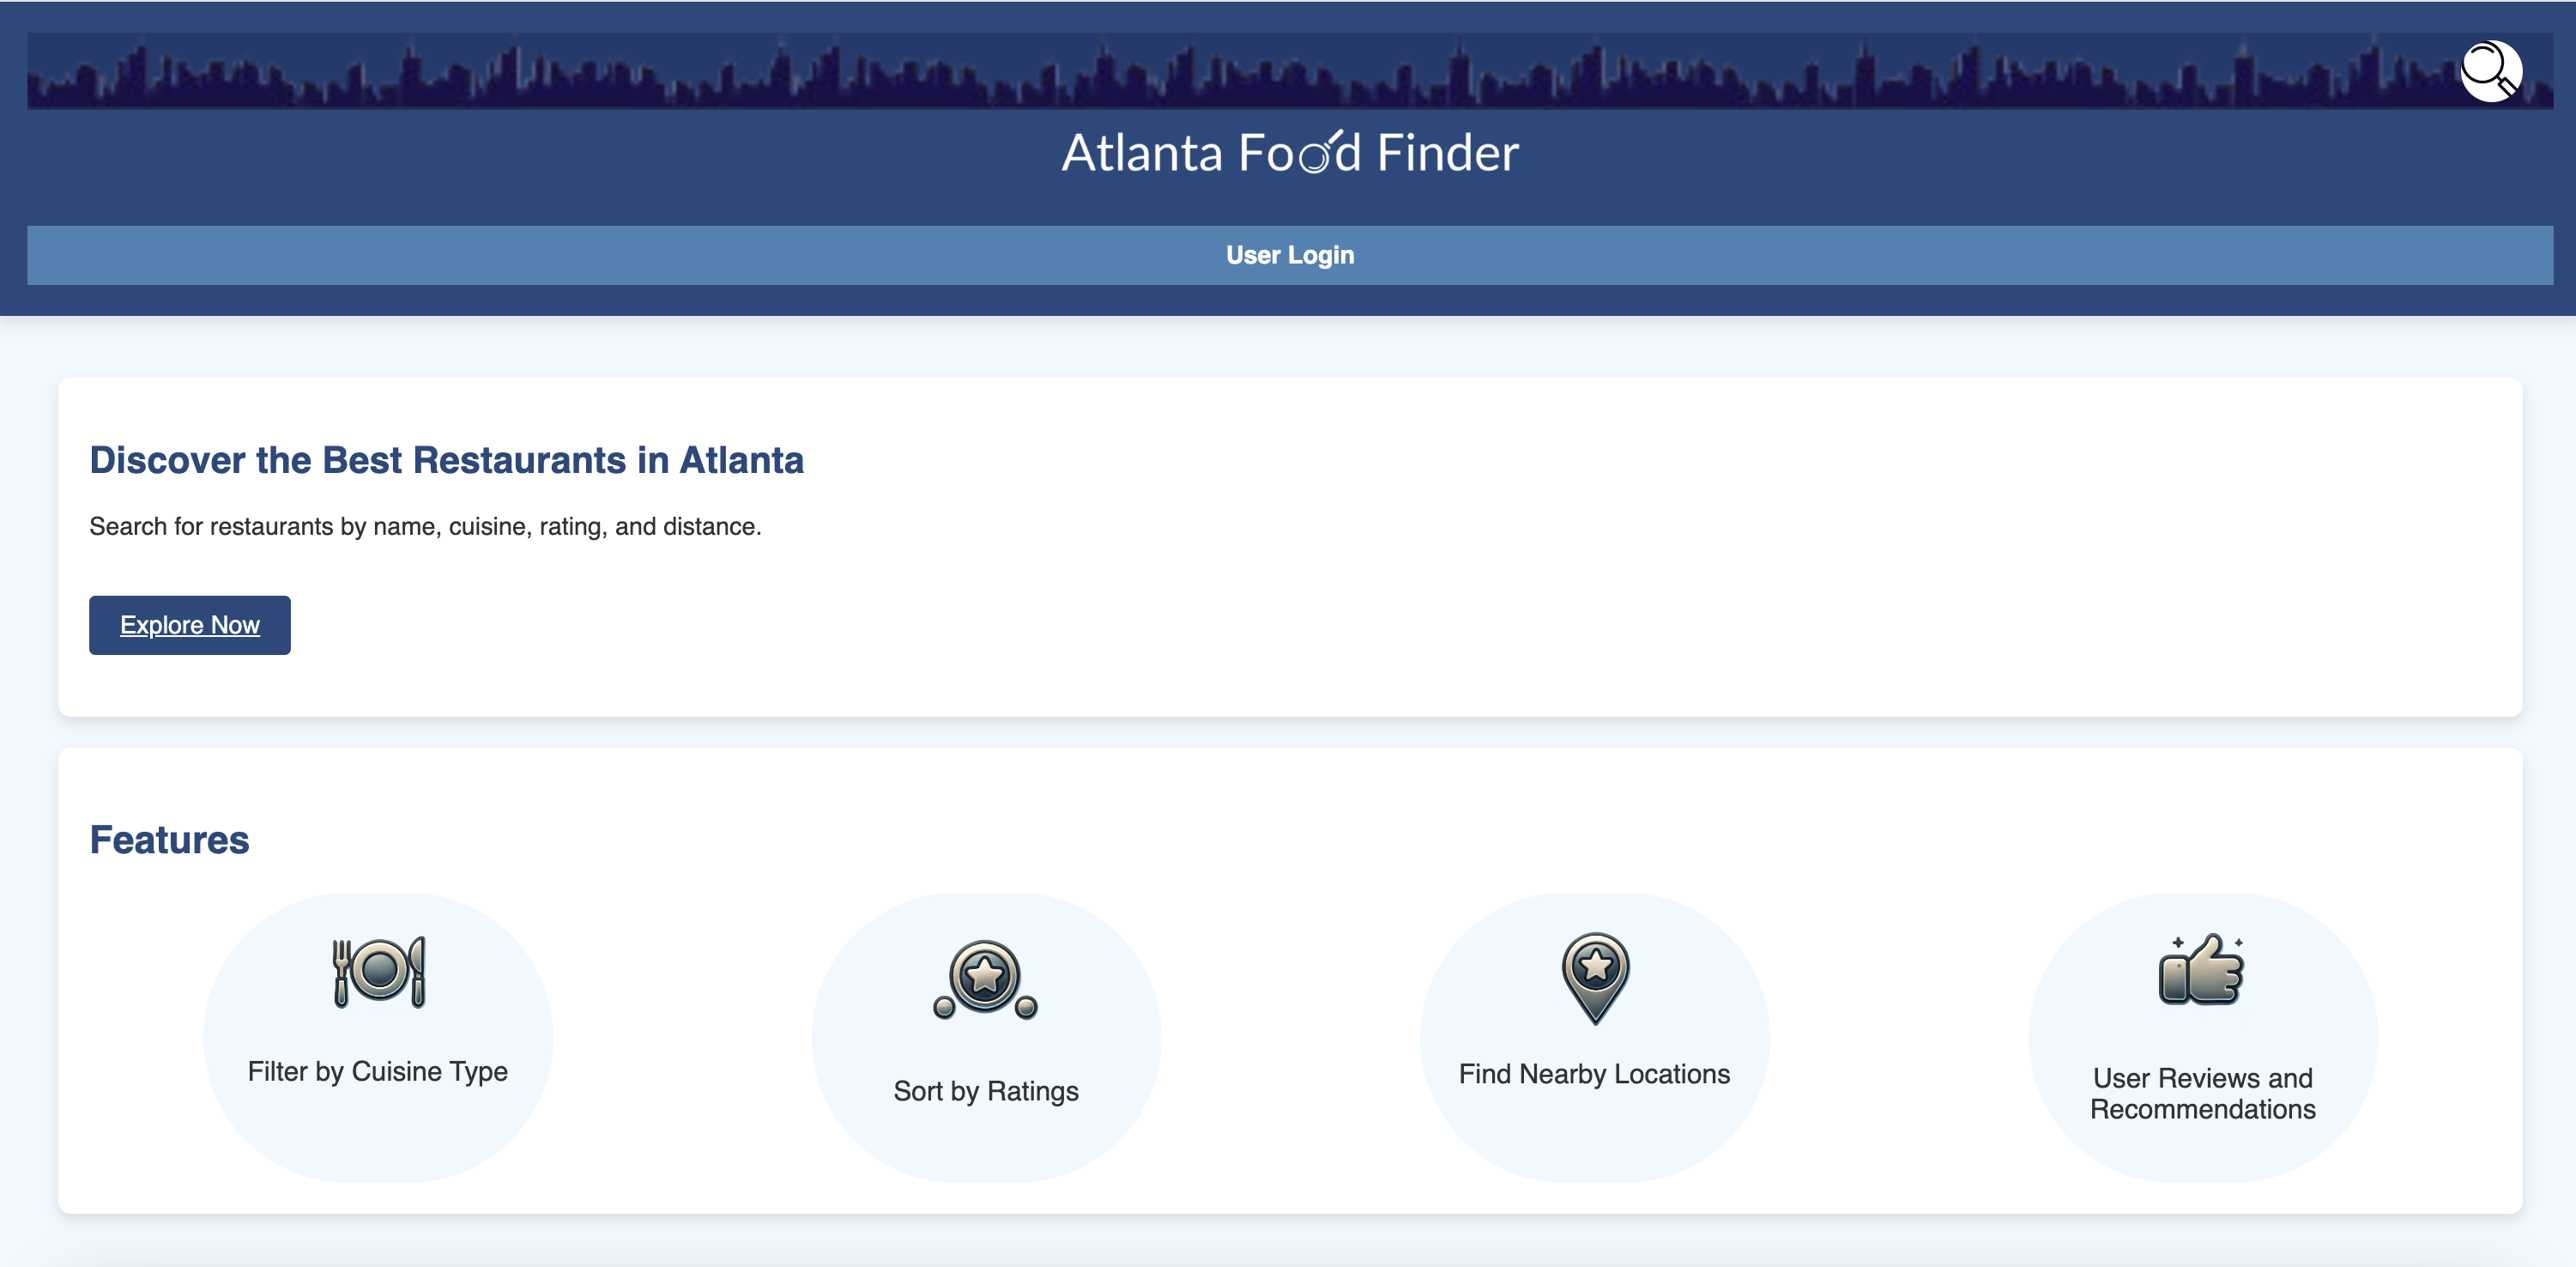 Atlanta Food Finder
User Login
Discover the Best Restaurants in Atlanta
Search for restaurants by name, cuisine, rating, and distance.
Explore Now
Features
Filter by Cuisine Type
Sort by Ratings
Find Nearby Locations
User Reviews and
Recommendations